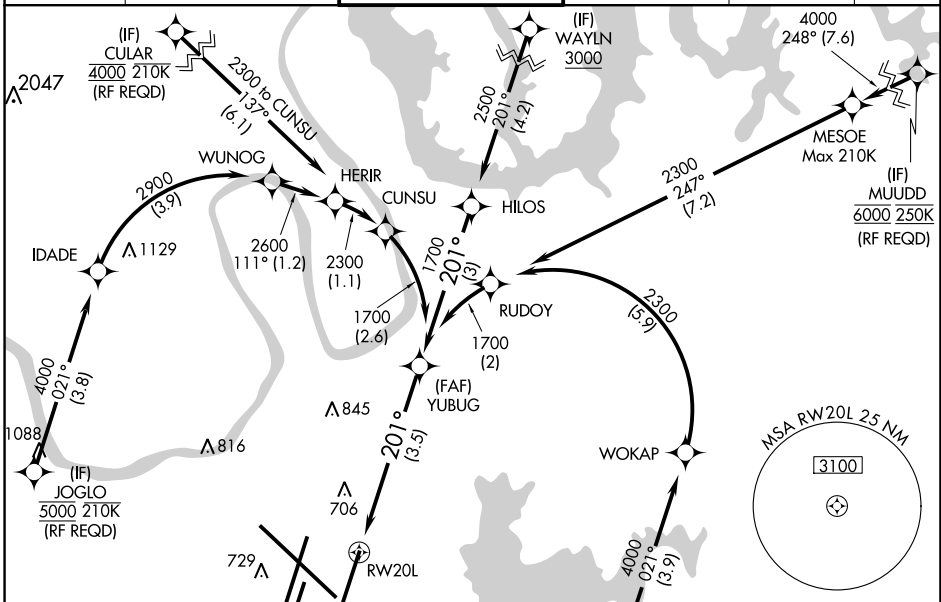 (IF)
CULAR
4000 210K
(RF REQD)
2047
2300 to CUNSU
137°
(6.1)
(IF)
WAYLN
3000
2500
201°
(4.2)
4000
248° (7.6)
MESOE
Max 210K
(IF)
MUUDD
6000 250K
(RF REQD)
2300
247°
(7.2)
WUNOG
HERIR
CUNSU
HILOS
2900
(3.9)
IDADE
1129
2600
111° (1.2)
2300
(1.1)
1700
201°
(3)
RUDOY
1700
(2.6)
1700
(2)
2300
(5.9)
(FAF)
YUBUG
4000
021°
(3.8)
1088
(IF)
JOGLO
5000 210K
(RF REQD)
845
816
201°
(3.5)
706
729
RW20L
WOKAP
4000
021°
(3.9)
MSA RW20L 25 NM
3100